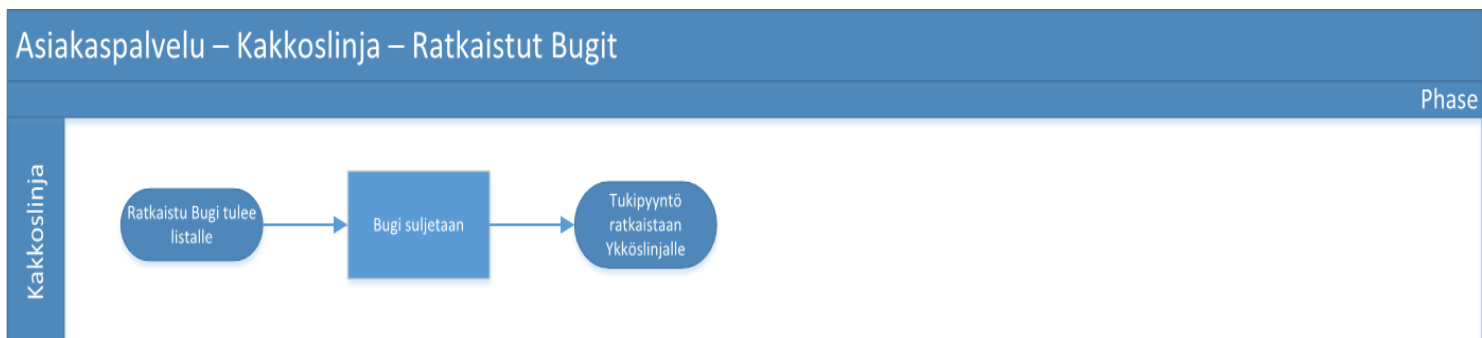 Asiakaspalvelu – Kakkoslinja – Ratkaistut Bugit
Phase
Kakkoslinja
Ratkaistu Bugi tulee
listalle
Bugi suljetaan
Tukipyyntö
ratkaistaan
Ykköslinjalle